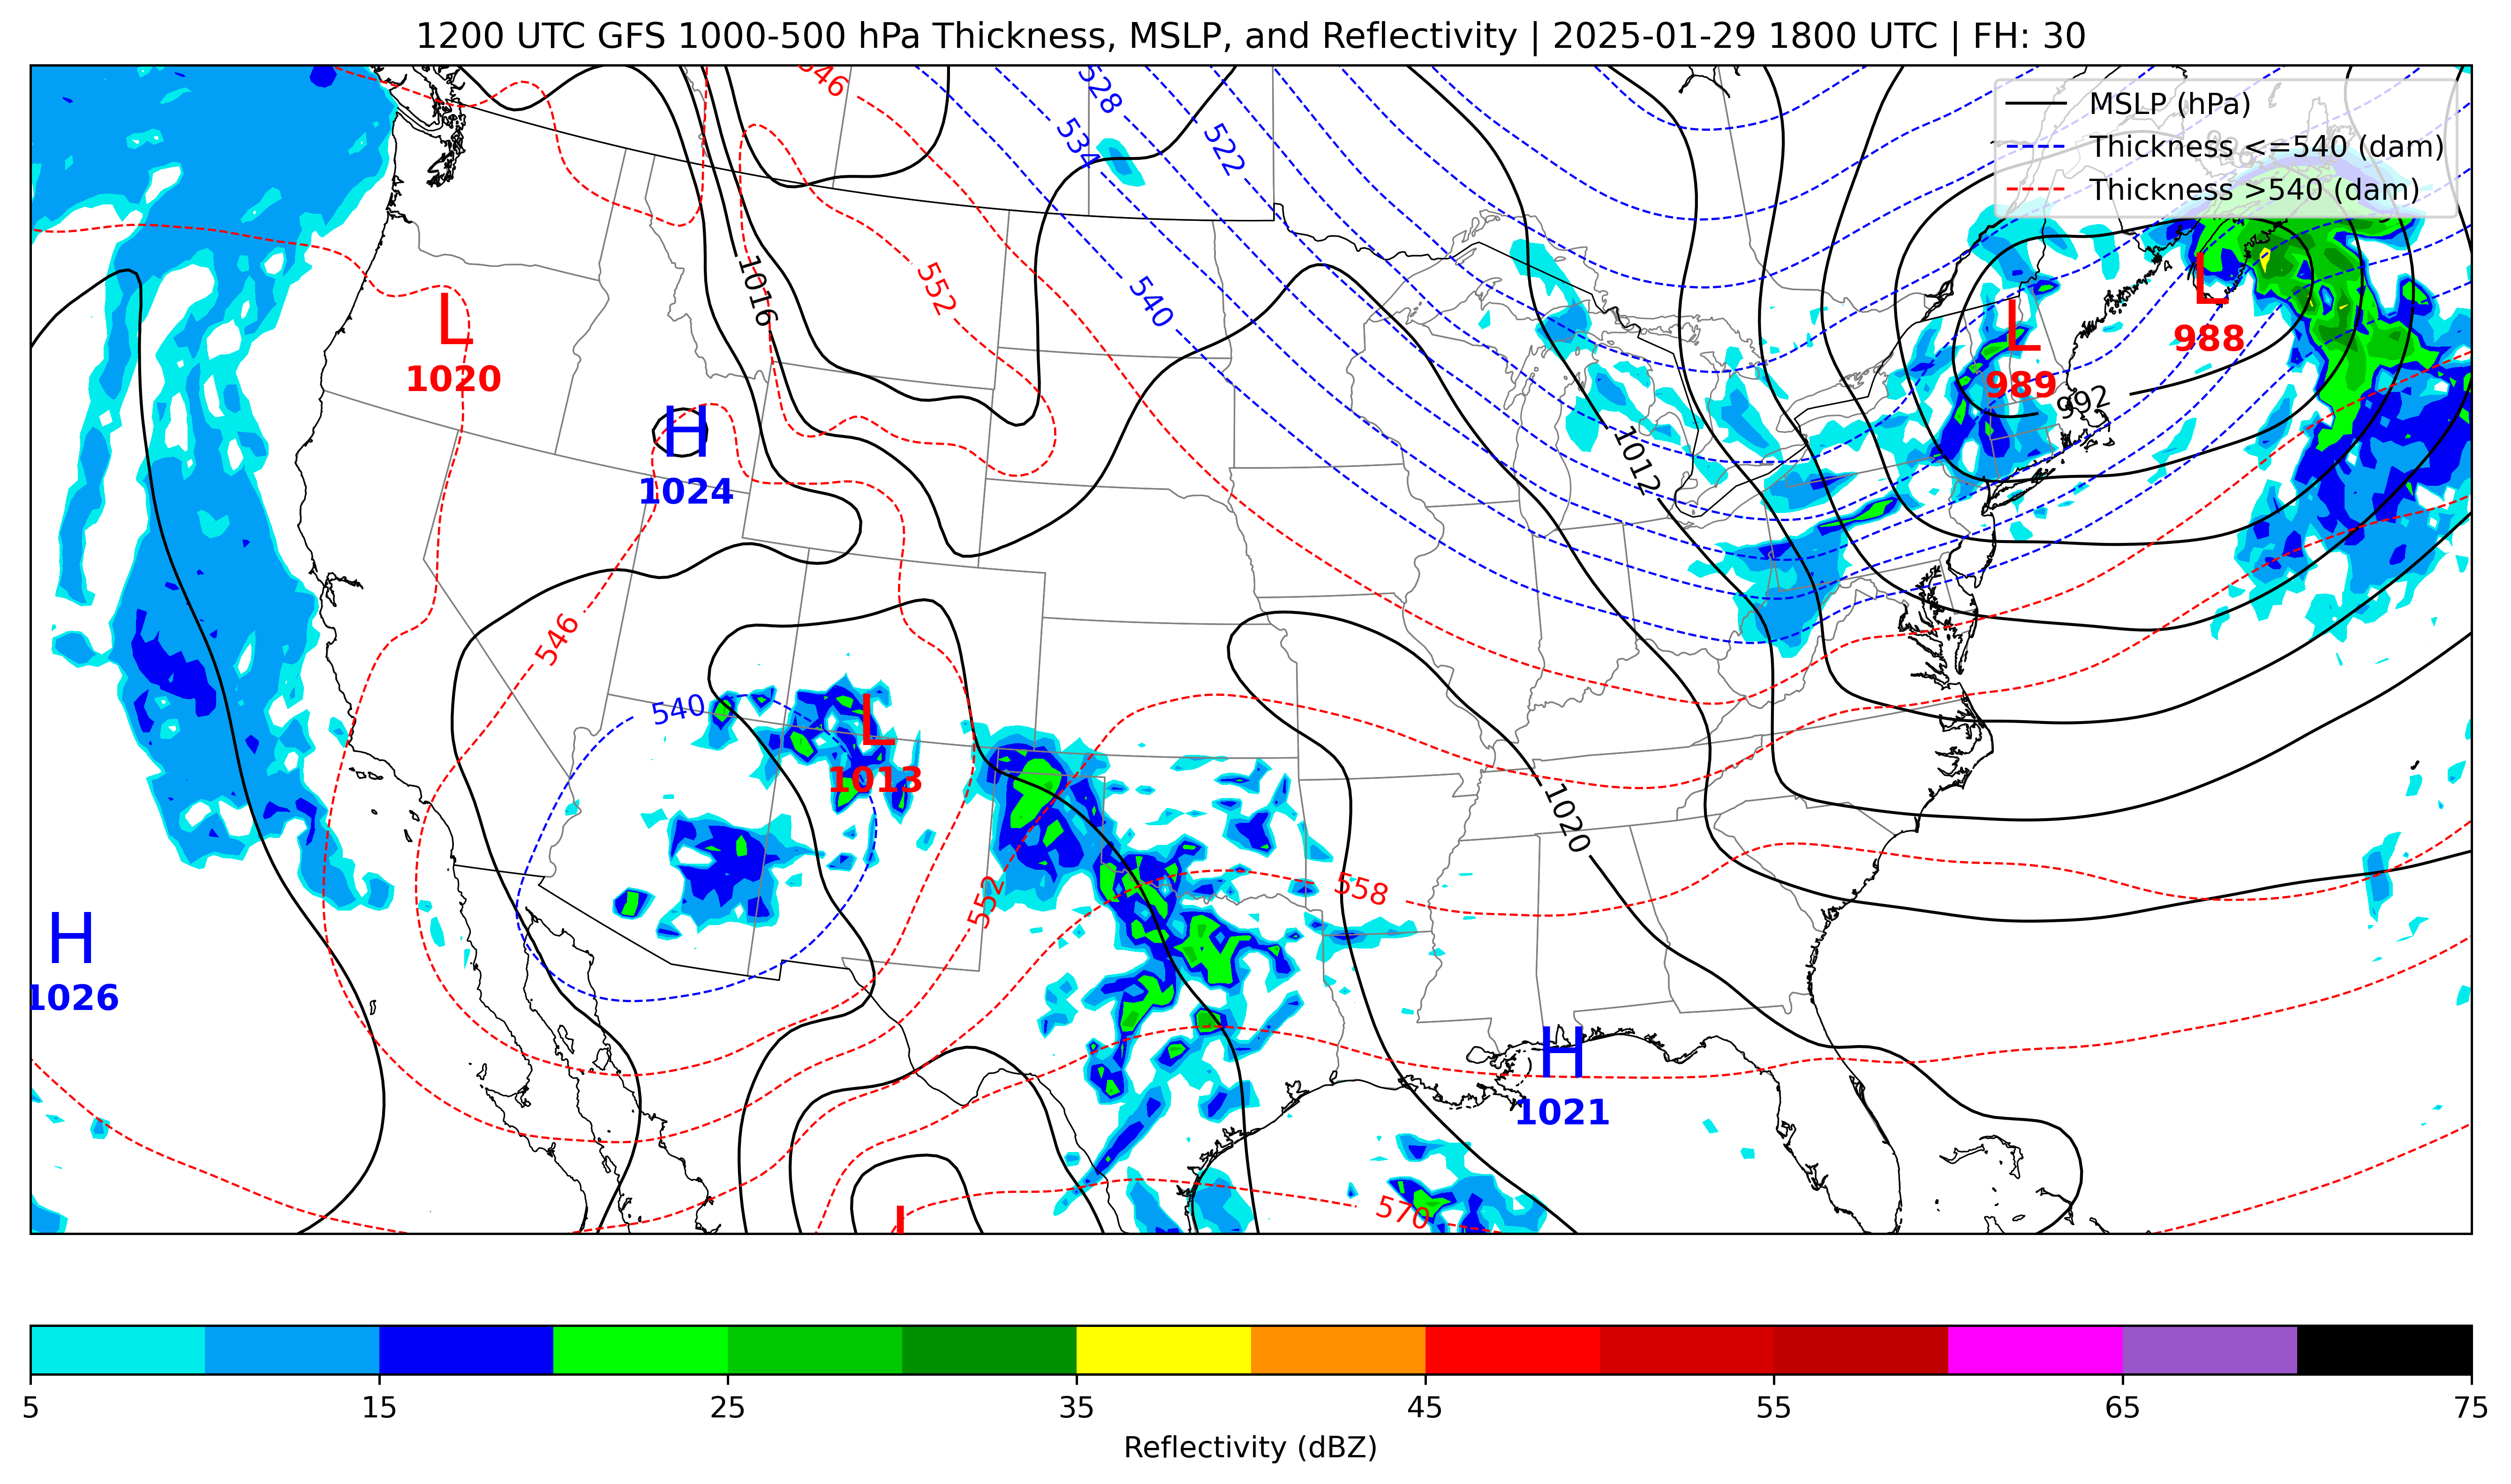 1200 UTC GFS 1000-500 hPa Thickness, MSLP, and Reflectivity | 2025-01-29 1800 UTC | FH: 30
MSLP (hPa)
Thickness <=540 (dam)
Thickness >540 (dam)
546
528
534
522
540
552
1016
L
1020
H
1024
L
988
L
989
992
1012
546
540
L
1013
1020
552
558
H
1026
H
1021
570
L
5 15 25 35 45 55 65 75
Reflectivity (dBZ)